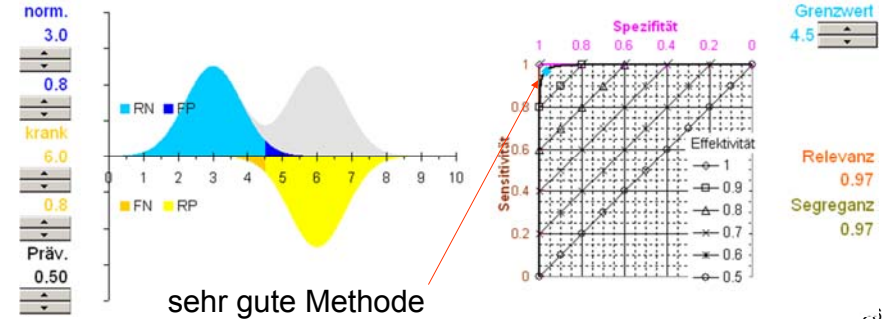 norm.
3.0
0.8
krank
6.0
0.8
Präv.
0.50
RN FP
0 1 2 3 4 5 6 7 8 9 10
FN RP
sehr gute Methode
Spezifität
1 0.8 0.6 0.4 0.2 0
Sensitivität
1
0.8
0.6
0.4
0.2
0
Effektivität
1
0.9
0.8
0.7
0.6
0.5
Grenzwert
4.5
Relevanz
0.97
Segreganz
0.97